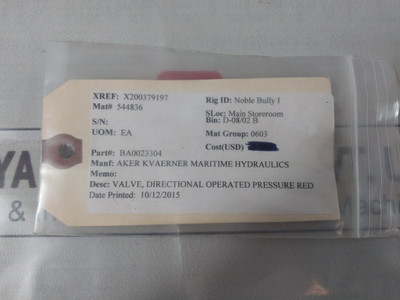 XREF: X200379197
Mat# 544836
S/N:
UOM: EA
Rig ID: Noble Bully I
SLoc: Main Storeroom
Bin: D-08/02 B
Mat Group: 0603
Cost(USD)
Part#: BA0023304
Manf: AKER KVAERNER MARITIME HYDRAULICS
Memo:
Desc: VALVE, DIRECTIONAL OPERATED PRESSURE RED
Date Printed: 10/12/2015
YA
&